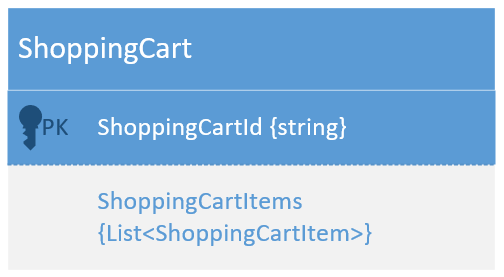 ShoppingCart
PK ShoppingCartId {string}
ShoppingCartItems
{List<ShoppingCartItem>}